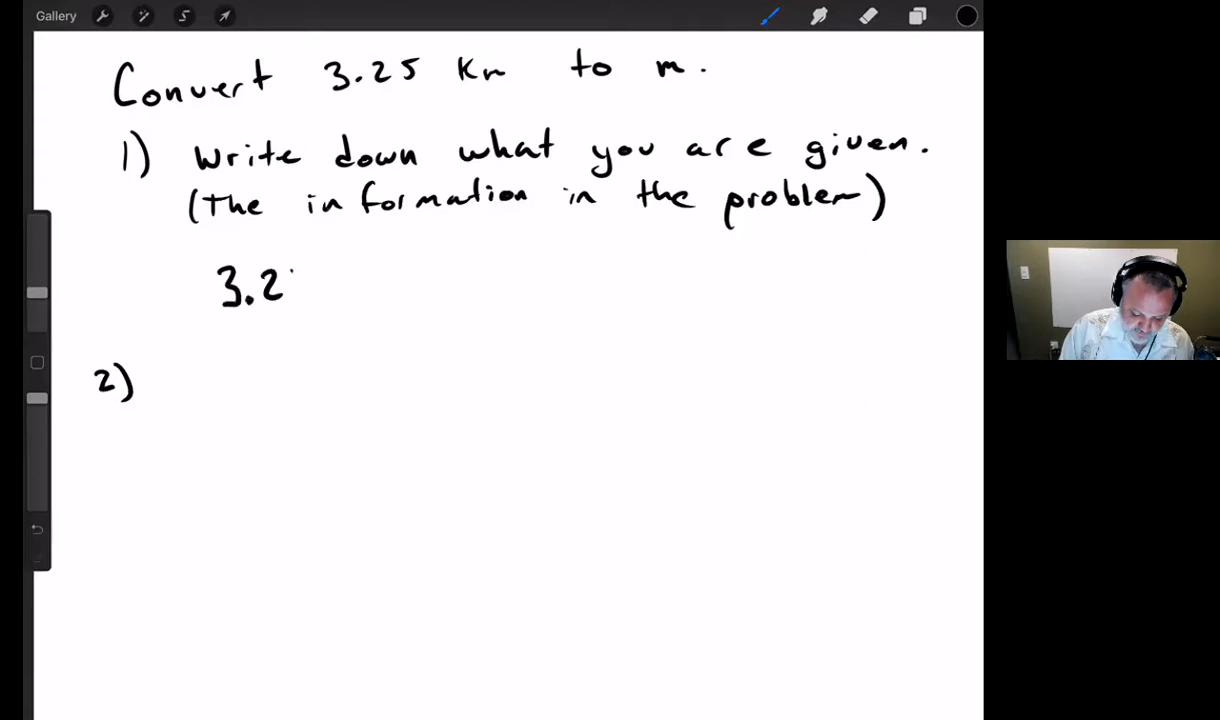 Gallery
Convert 3.25 Km to m.
1) Write down what you are given.
(The information in the problem)
3.2
2)